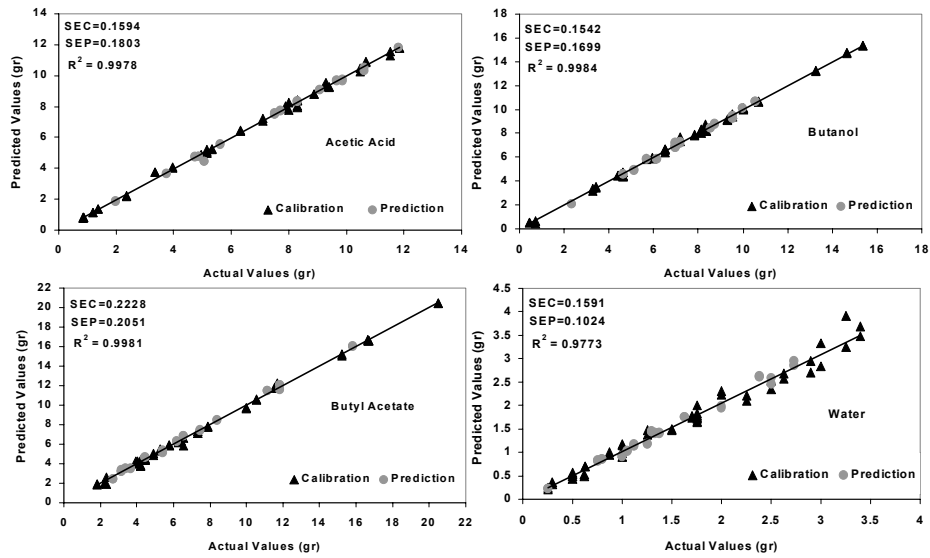 14
12
10
8
6
4
2
0
Predicted Values (gr)
SEC=0.1594
SEP=0.1803
R² = 0.9978
Acetic Acid
Calibration Prediction
0 2 4 6 8 10 12 14
Actual Values (gr)
18
16
14
12
10
8
6
4
2
0
Predicted Values (gr)
SEC=0.1542
SEP=0.1699
R² = 0.9984
Butanol
Calibration Prediction
0 2 4 6 8 10 12 14 16 18
Actual Values (gr)
22
20
18
16
14
12
10
8
6
4
2
0
Predicted Values (gr)
SEC=0.2228
SEP=0.2051
R² = 0.9981
Butyl Acetate
Calibration Prediction
0 2 4 6 8 10 12 14 16 18 20 22
Actual Values (gr)
4.5
4
3.5
3
2.5
2
1.5
1
0.5
0
Predicted Values (gr)
SEC=0.1591
SEP=0.1024
R² = 0.9773
Water
Calibration Prediction
0 0.5 1 1.5 2 2.5 3 3.5 4
Actual Values (gr)